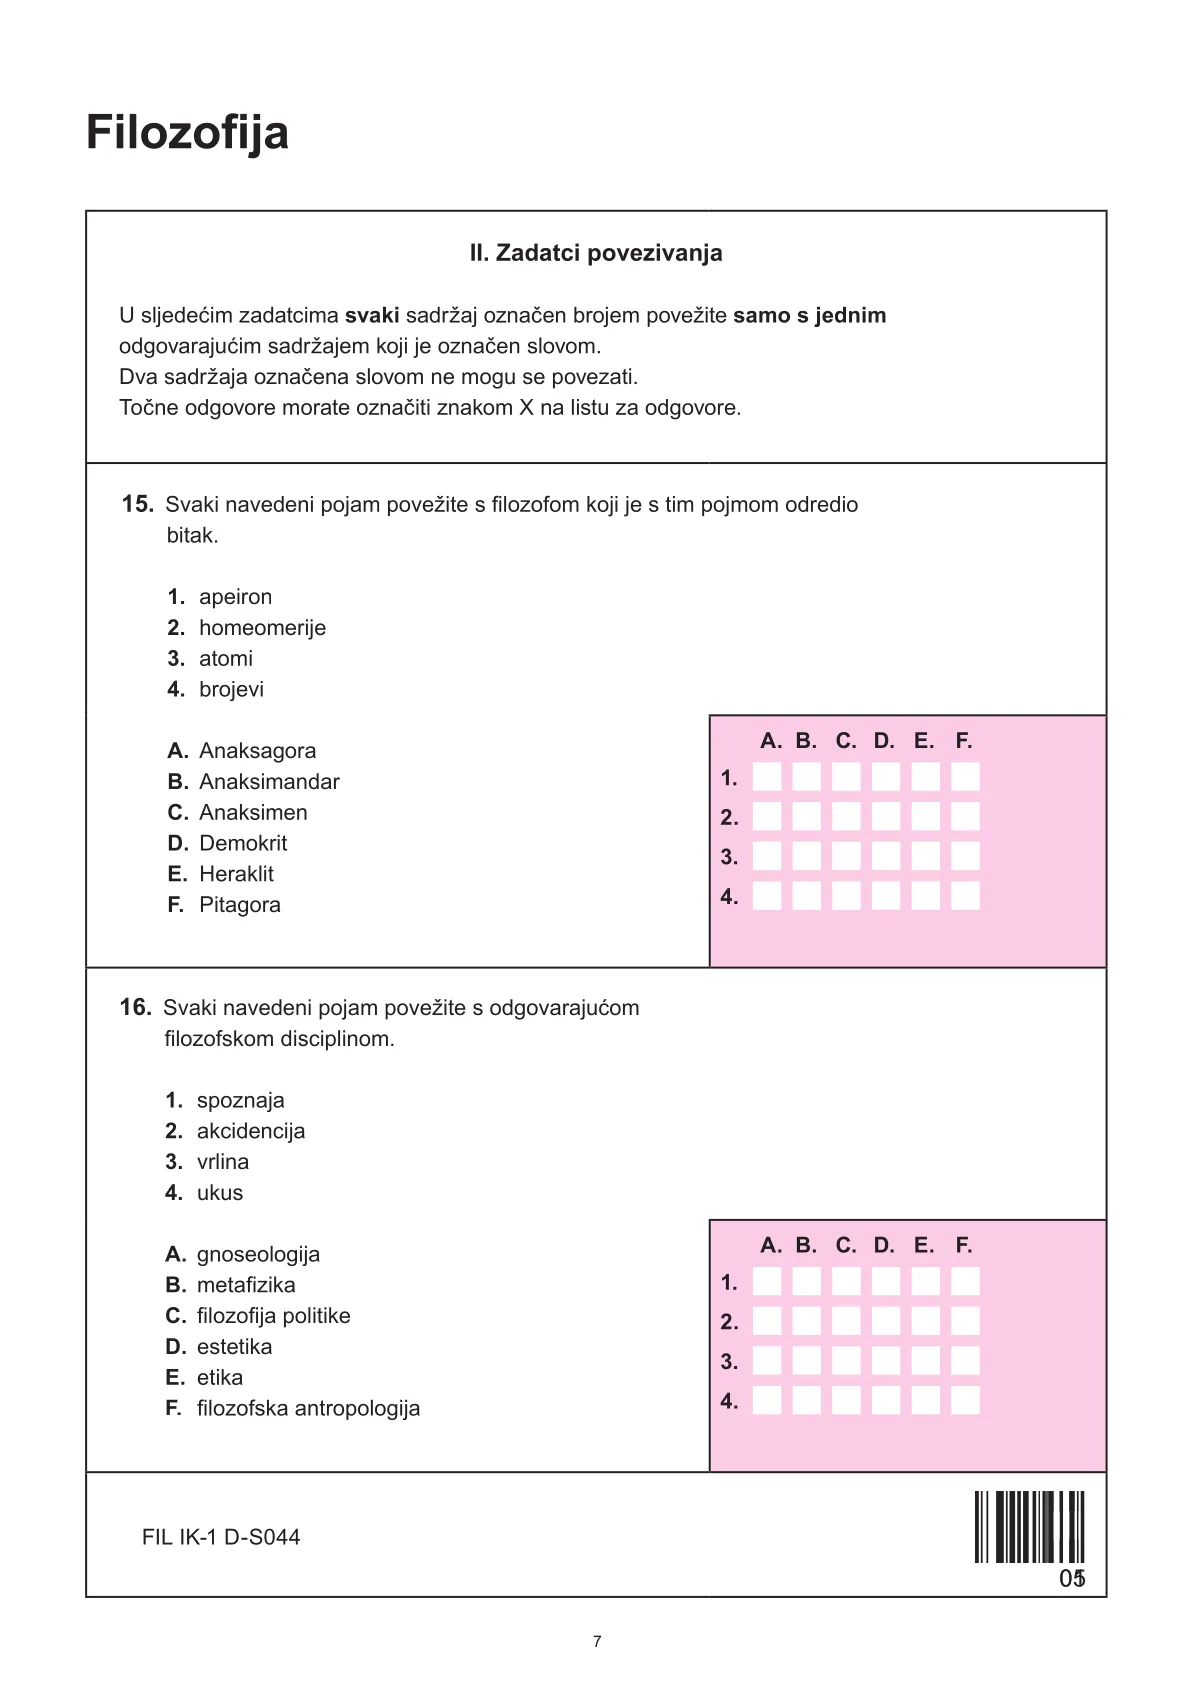 Filozofija
II. Zadatci povezivanja
U sljedećim zadatcima svaki sadržaj označen brojem povežite samo s jednim
odgovarajućim sadržajem koji je označen slovom.
Dva sadržaja označena slovom ne mogu se povezati.
Točne odgovore morate označiti znakom X na listu za odgovore.
15. Svaki navedeni pojam povežite s filozofom koji je s tim pojmom odredio
bitak.
1. apeiron
2. homeomerije
3. atomi
4. brojevi
A. Anaksagora
B. Anaksimandar
C. Anaksimen
D. Demokrit
E. Heraklit
F. Pitagora
A. B. C. D. E. F.
1.
2.
3.
4.
16. Svaki navedeni pojam povežite s odgovarajućom
filozofskom disciplinom.
1. spoznaja
2. akcidencija
3. vrlina
4. ukus
A. gnoseologija
B. metafizika
C. filozofija politike
D. estetika
E. etika
F. filozofska antropologija
A. B. C. D. E. F.
1.
2.
3.
4.
FIL IK-1 D-S044
7